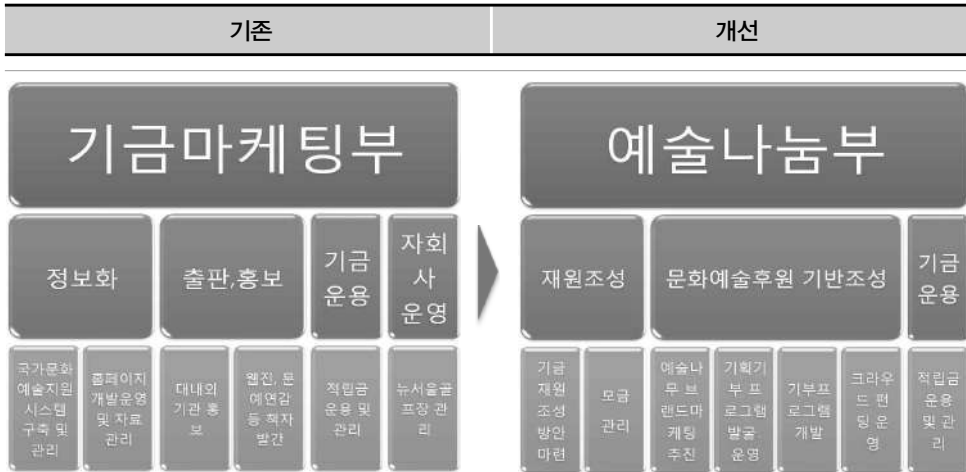 기존
개선
기금마케팅부
정보화
출판,홍보
기금
운용
자회
사
운영
국가문화
예술지원
시스템
구축 및
관리
홈페이지
개발운영
및 자료
관리
대내외
기관 홍
보
웹진, 문
예연감
등 책자
발간
적립금
운용 및
관리
뉴서울골
프장 관
리
예술나눔부
재원조성
문화예술후원 기반조성
기금
운용
기금
재원
조성
방안
마련
모금
관리
예술나
무 브
랜드마
케팅
추진
기획기
부 프
로그램
발굴
운영
기부프
로그램
개발
크라우
드 펀
딩 운
영
적립금
운용
및 관
리